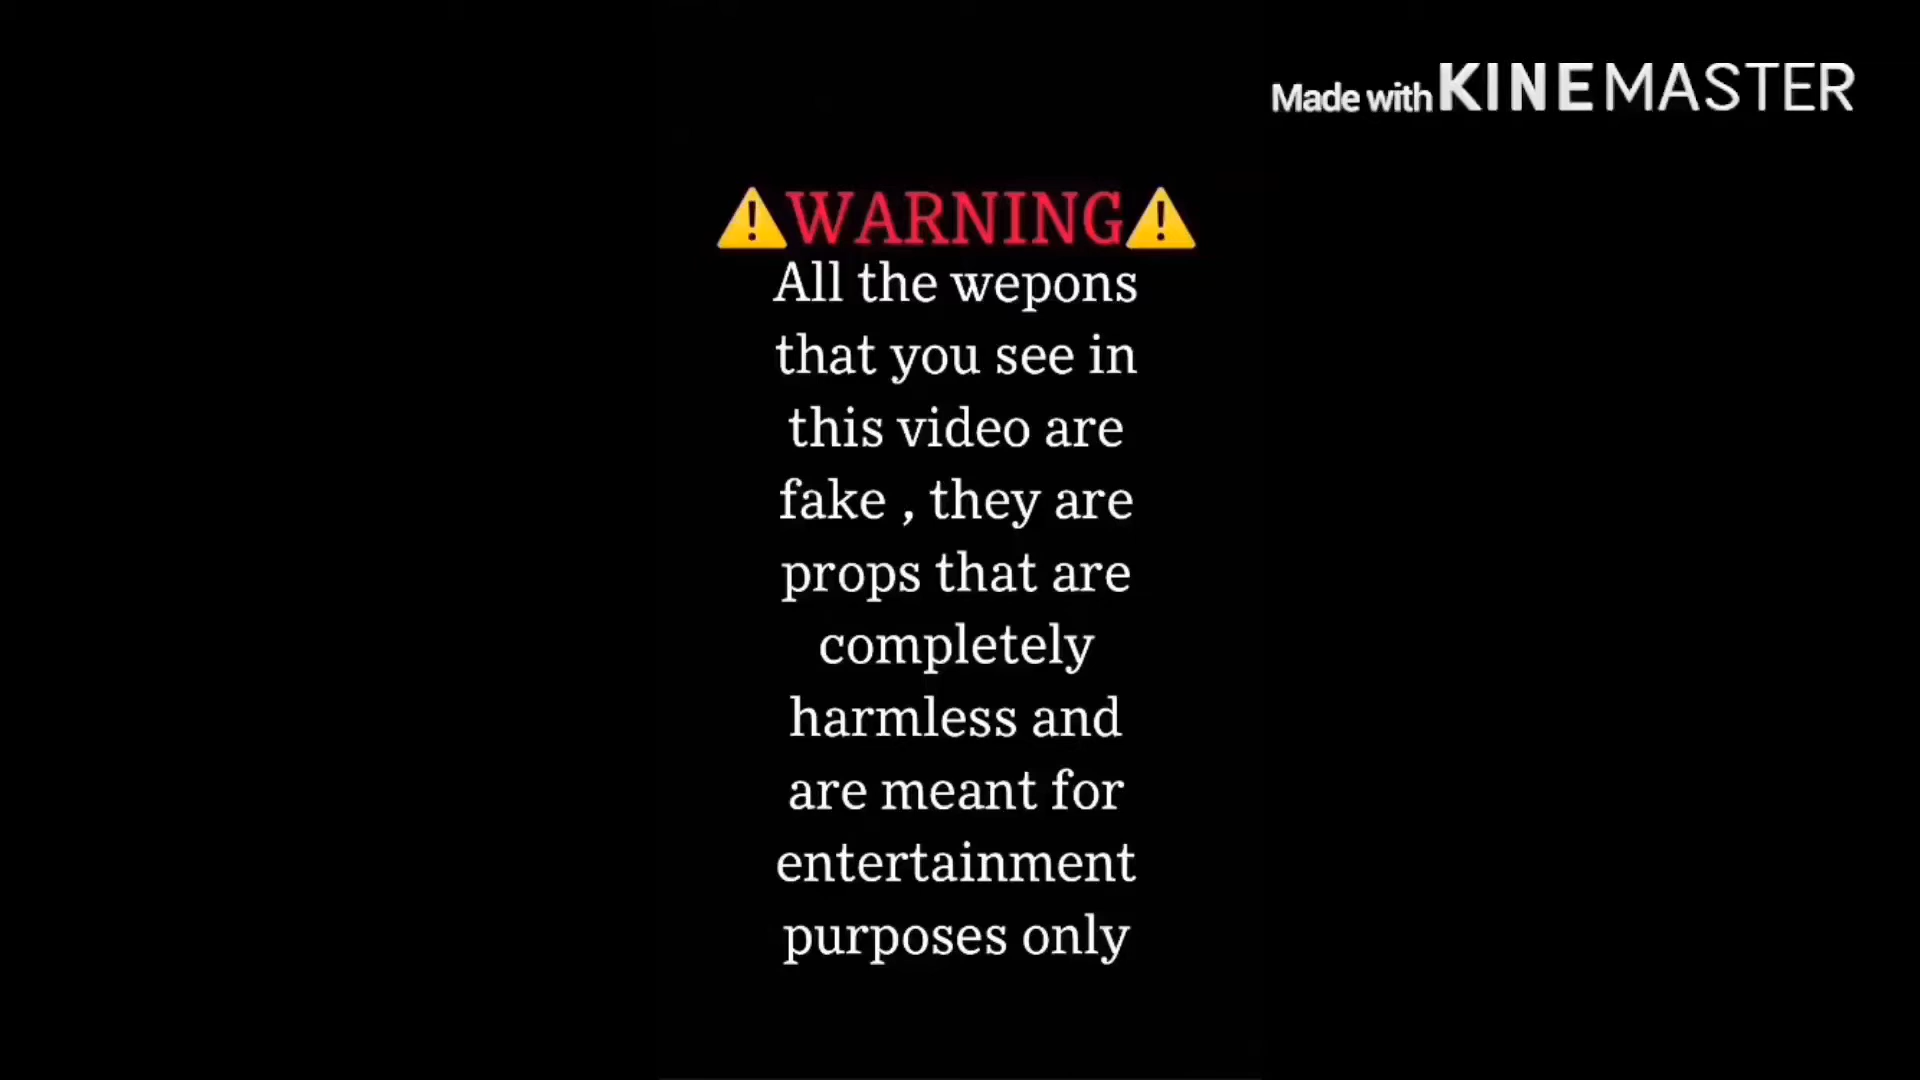 Made with KINEMASTER
⚠WARNING⚠
All the wepons
that you see in
this video are
fake , they are
props that are
completely
harmless and
are meant for
entertainment
purposes only